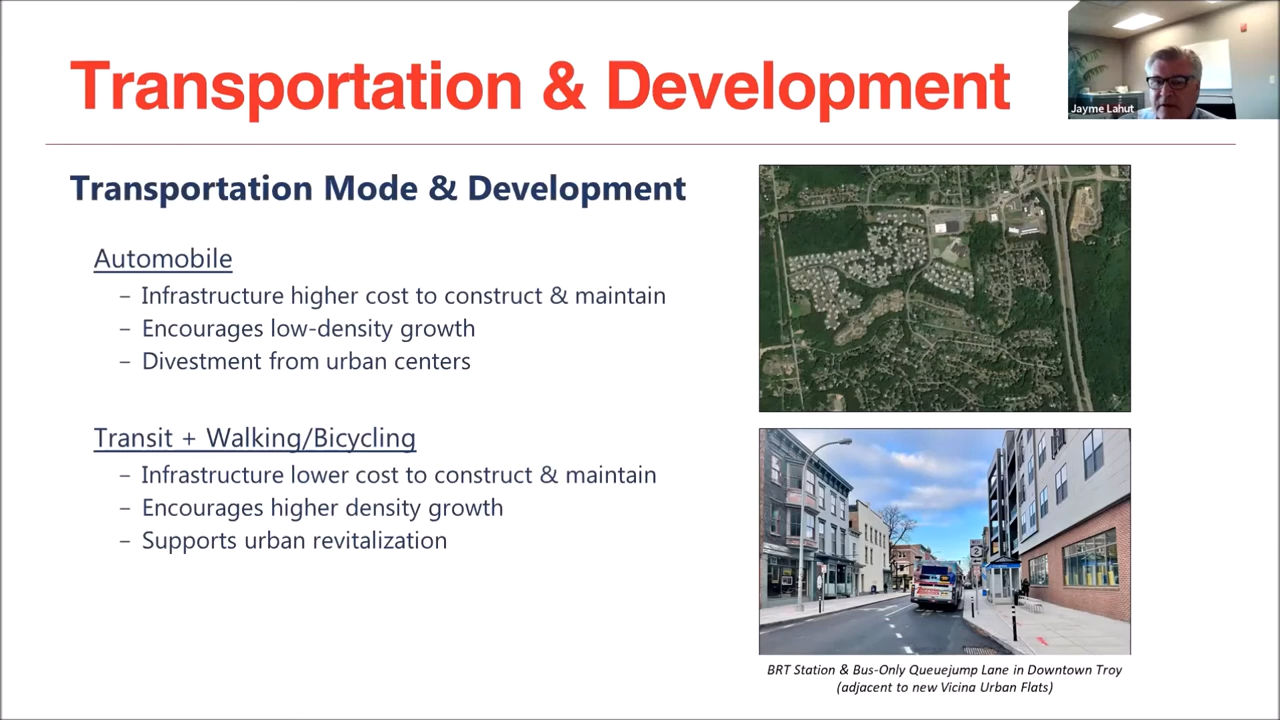 Transportation & Development
Jayme Lahut
Transportation Mode & Development
Automobile
– Infrastructure higher cost to construct & maintain
– Encourages low-density growth
– Divestment from urban centers
Transit + Walking/Bicycling
– Infrastructure lower cost to construct & maintain
– Encourages higher density growth
– Supports urban revitalization
2
BRT Station & Bus-Only Queuejump Lane in Downtown Troy
(adjacent to new Vicina Urban Flats)